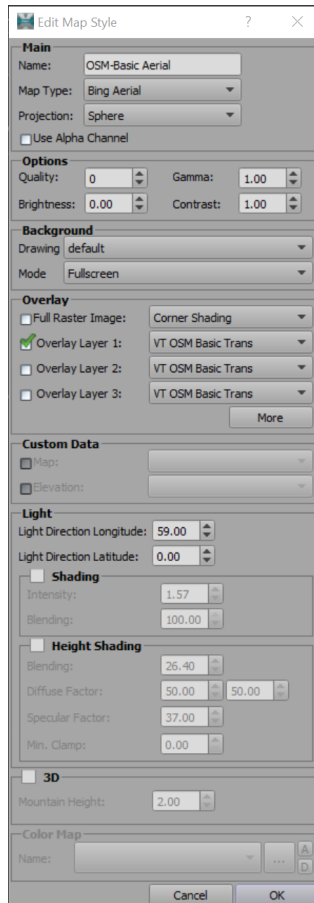 Edit Map Style ? ×
Main
Name: OSM-Basic Aerial
Map Type: Bing Aerial
Projection: Sphere
Use Alpha Channel
Options
Quality: 0 Gamma: 1.00
Brightness: 0.00 Contrast: 1.00
Background
Drawing default
Mode Fullscreen
Overlay
Full Raster Image: Corner Shading
Overlay Layer 1: VT OSM Basic Trans
Overlay Layer 2: VT OSM Basic Trans
Overlay Layer 3: VT OSM Basic Trans
More
Custom Data
Map:
Elevation:
Light
Light Direction Longitude: 59.00
Light Direction Latitude: 0.00
Shading
Intensity: 1.57
Blending: 100.00
Height Shading
Blending: 26.40
Diffuse Factor: 50.00 50.00
Specular Factor: 37.00
Min. Clamp: 0.00
3D
Mountain Height: 2.00
Color Map
Name: ... A
D
Cancel OK